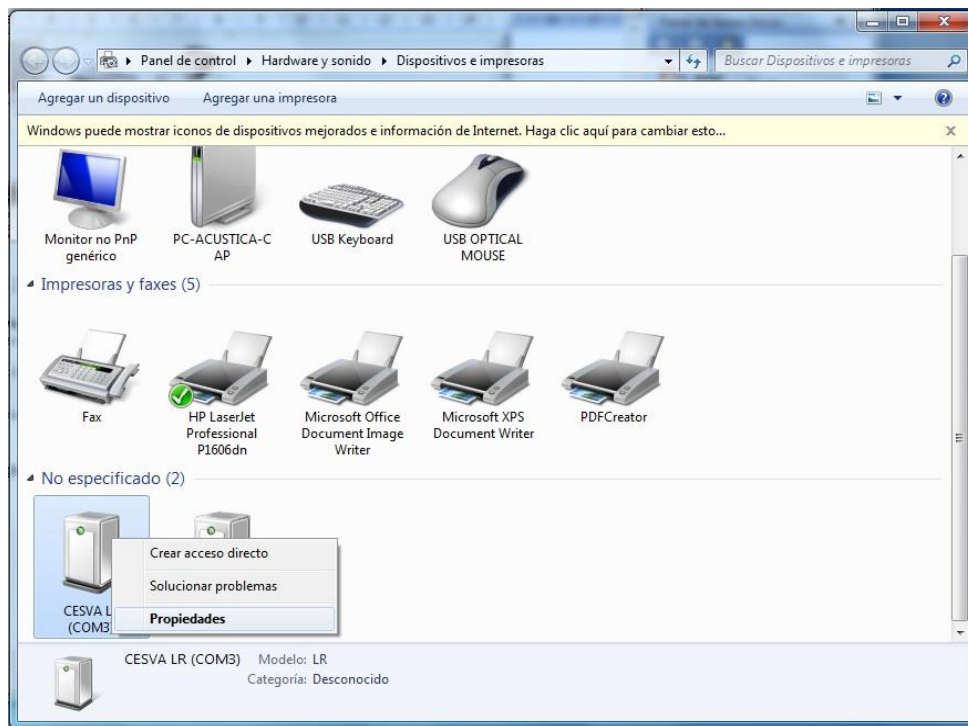 Panel de control ▸ Hardware y sonido ▸ Dispositivos e impresoras
Buscar Dispositivos e impresoras
Agregar un dispositivo Agregar una impresora
Windows puede mostrar iconos de dispositivos mejorados e información de Internet. Haga clic aquí para cambiar esto...
Monitor no PnP
genérico
PC-ACUSTICA-C
AP
USB Keyboard
USB OPTICAL
MOUSE
Impresoras y faxes (5)
Fax
HP LaserJet
Professional
P1606dn
Microsoft Office
Document Image
Writer
Microsoft XPS
Document Writer
PDFCreator
No especificado (2)
CESVA L
(COM3
Crear acceso directo
Solucionar problemas
Propiedades
CESVA LR (COM3) Modelo: LR
Categoría: Desconocido